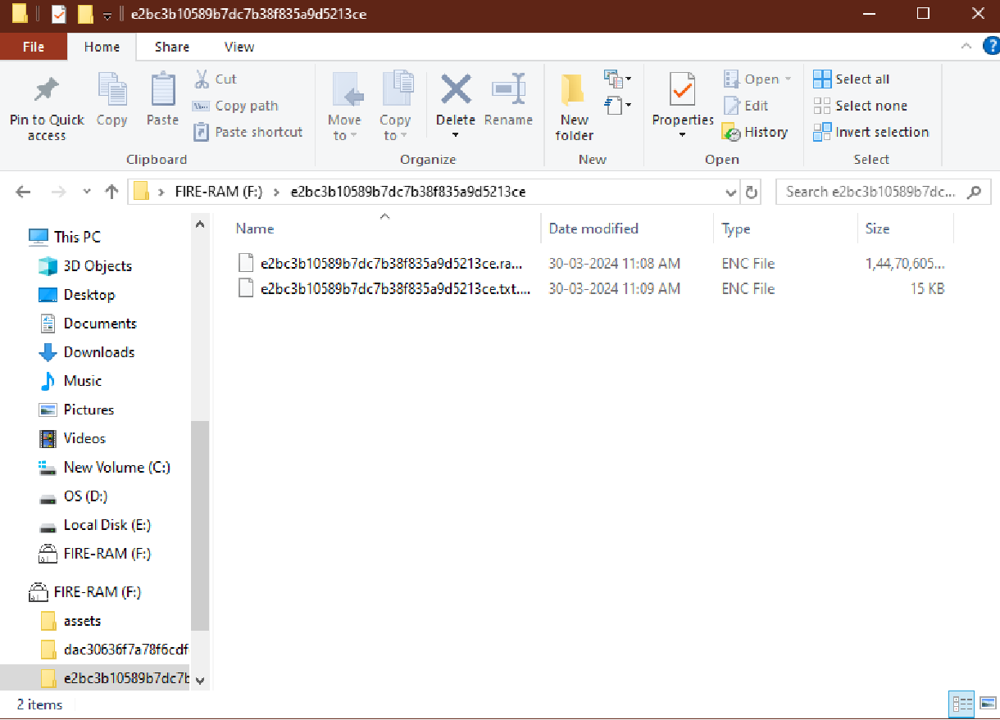 e2bc3b10589b7dc7b38f835a9d5213ce
File Home Share View
Pin to Quick access
Copy
Paste
Cut
Copy path
Paste shortcut
Clipboard
Move to
Copy to
Delete
Rename
Organize
New folder
New
Properties
Open
Edit
History
Open
Select all
Select none
Invert selection
Select
FIRE-RAM (F:) > e2bc3b10589b7dc7b38f835a9d5213ce
Search e2bc3b10589b7dc...
Name Date modified Type Size
e2bc3b10589b7dc7b38f835a9d5213ce.ra... 30-03-2024 11:08 AM ENC File 1,44,70,605...
e2bc3b10589b7dc7b38f835a9d5213ce.txt.... 30-03-2024 11:09 AM ENC File 15 KB
This PC
3D Objects
Desktop
Documents
Downloads
Music
Pictures
Videos
New Volume (C:)
OS (D:)
Local Disk (E:)
FIRE-RAM (F:)
FIRE-RAM (F:)
assets
dac30636f7a78f6cdf
e2bc3b10589b7dc7b
2 items